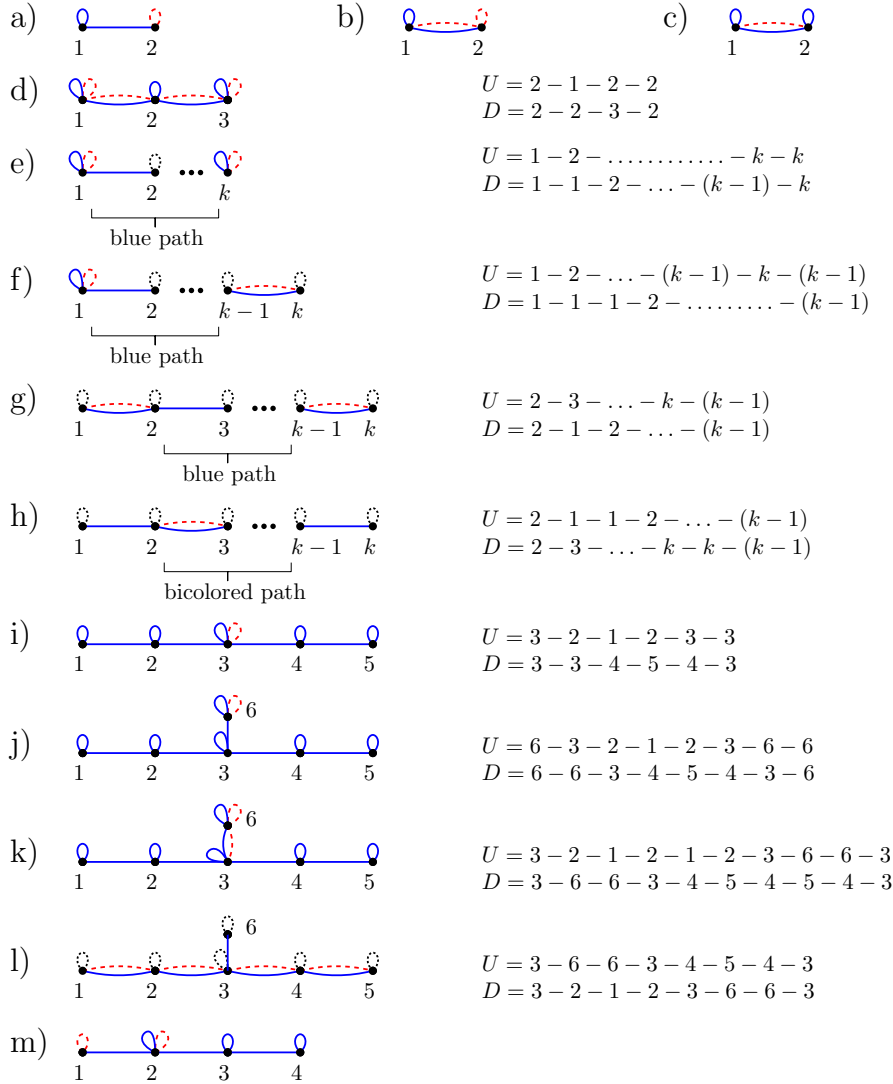 a) b) c)
1 2 1 2 1 2
d) U = 2 − 1 − 2 − 2
D = 2 − 2 − 3 − 2
1 2 3
e) U = 1 − 2 − . . . . . . . . . . . . − k − k
D = 1 − 1 − 2 − . . . − (k − 1) − k
1 2 k
blue path
f) U = 1 − 2 − . . . − (k − 1) − k − (k − 1)
D = 1 − 1 − 1 − 2 − . . . . . . . . . − (k − 1)
1 2 k − 1 k
blue path
g) U = 2 − 3 − . . . − k − (k − 1)
D = 2 − 1 − 2 − . . . − (k − 1)
1 2 3 k − 1 k
blue path
h) U = 2 − 1 − 1 − 2 − . . . − (k − 1)
D = 2 − 3 − . . . − k − k − (k − 1)
1 2 3 k − 1 k
bicolored path
i) U = 3 − 2 − 1 − 2 − 3 − 3
D = 3 − 3 − 4 − 5 − 4 − 3
1 2 3 4 5
6
j) U = 6 − 3 − 2 − 1 − 2 − 3 − 6 − 6
D = 6 − 6 − 3 − 4 − 5 − 4 − 3 − 6
1 2 3 4 5
6
k) U = 3 − 2 − 1 − 2 − 1 − 2 − 3 − 6 − 6 − 3
D = 3 − 6 − 6 − 3 − 4 − 5 − 4 − 5 − 4 − 3
1 2 3 4 5
6
l) U = 3 − 6 − 6 − 3 − 4 − 5 − 4 − 3
D = 3 − 2 − 1 − 2 − 3 − 6 − 6 − 3
1 2 3 4 5
m)
1 2 3 4